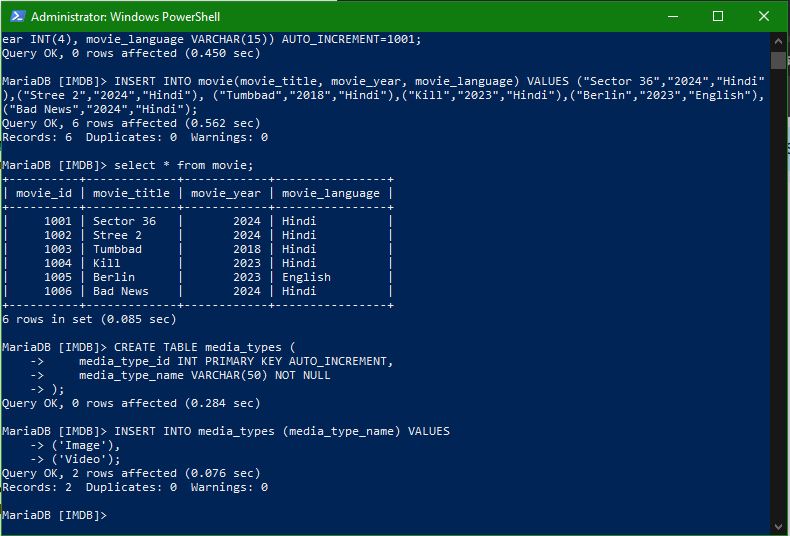 Administrator: Windows PowerShell
ear INT(4), movie_language VARCHAR(15)) AUTO_INCREMENT=1001;
Query OK, 0 rows affected (0.450 sec)
MariaDB [IMDB]> INSERT INTO movie(movie_title, movie_year, movie_language) VALUES ("Sector 36","2024","Hindi"
),("Stree 2","2024","Hindi"), ("Tumbbad","2018","Hindi"),("Kill","2023","Hindi"),("Berlin","2023","English"),
("Bad News","2024","Hindi");
Query OK, 6 rows affected (0.562 sec)
Records: 6  Duplicates: 0  Warnings: 0
MariaDB [IMDB]> select * from movie;
+----------+-------------+------------+----------------+
| movie_id | movie_title | movie_year | movie_language |
+----------+-------------+------------+----------------+
|     1001 | Sector 36   |       2024 | Hindi          |
|     1002 | Stree 2     |       2024 | Hindi          |
|     1003 | Tumbbad     |       2018 | Hindi          |
|     1004 | Kill        |       2023 | Hindi          |
|     1005 | Berlin      |       2023 | English        |
|     1006 | Bad News    |       2024 | Hindi          |
+----------+-------------+------------+----------------+
6 rows in set (0.085 sec)
MariaDB [IMDB]> CREATE TABLE media_types (
    ->     media_type_id INT PRIMARY KEY AUTO_INCREMENT,
    ->     media_type_name VARCHAR(50) NOT NULL
    -> );
Query OK, 0 rows affected (0.284 sec)
MariaDB [IMDB]> INSERT INTO media_types (media_type_name) VALUES
    -> ('Image'),
    -> ('Video');
Query OK, 2 rows affected (0.076 sec)
Records: 2  Duplicates: 0  Warnings: 0
MariaDB [IMDB]>